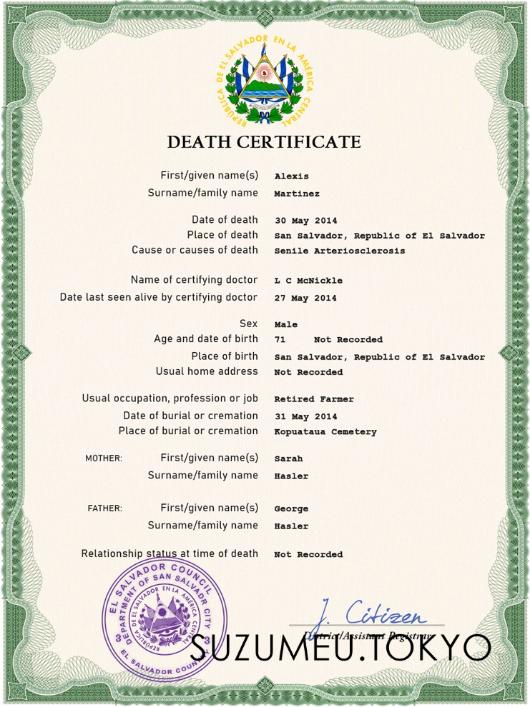 REPÚBLICA DE EL SALVADOR EN LA AMÉRICA CENTRAL
DEATH CERTIFICATE
First/given name(s) Alexis
Surname/family name Martinez
Date of death 30 May 2014
Place of death San Salvador, Republic of El Salvador
Cause or causes of death Senile Arteriosclerosis
Name of certifying doctor L C McNickle
Date last seen alive by certifying doctor 27 May 2014
Sex Male
Age and date of birth 71 Not Recorded
Place of birth San Salvador, Republic of El Salvador
Usual home address Not Recorded
Usual occupation, profession or job Retired Farmer
Date of burial or cremation 31 May 2014
Place of burial or cremation Kopuataua Cemetery
MOTHER: First/given name(s) Sarah
Surname/family name Hasler
FATHER: First/given name(s) George
Surname/family name Hasler
Relationship status at time of death Not Recorded
EL SALVADOR COUNCIL
DEPARTMENT OF SAN SALVADR CITY
EL SALVADOR EN LA AMERICA CENTRAL
3 3
EL SALVADOR COUN
J. Citizen
District/Assistant Registrar
SUZUMEU.TOKYO